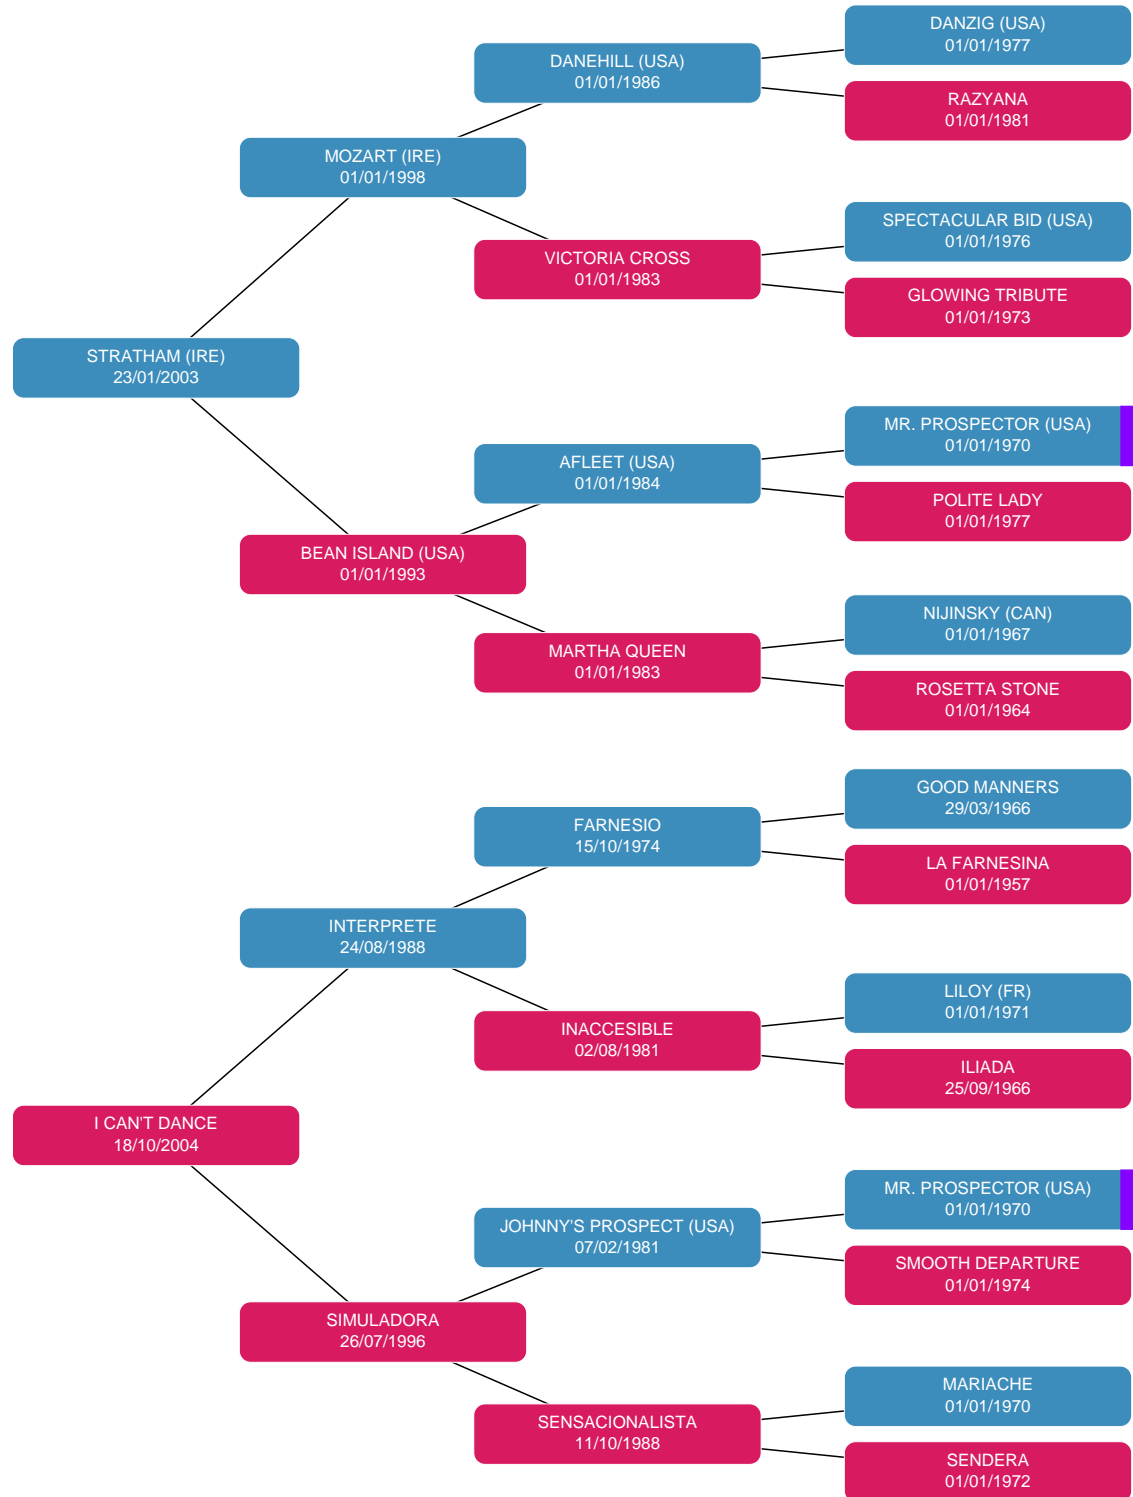 DANZIG (USA)
01/01/1977
DANEHILL (USA)
01/01/1986
RAZYANA
01/01/1981
MOZART (IRE)
01/01/1998
SPECTACULAR BID (USA)
01/01/1976
VICTORIA CROSS
01/01/1983
GLOWING TRIBUTE
01/01/1973
STRATHAM (IRE)
23/01/2003
MR. PROSPECTOR (USA)
01/01/1970
AFLEET (USA)
01/01/1984
POLITE LADY
01/01/1977
BEAN ISLAND (USA)
01/01/1993
NIJINSKY (CAN)
01/01/1967
MARTHA QUEEN
01/01/1983
ROSETTA STONE
01/01/1964
GOOD MANNERS
29/03/1966
FARNESIO
15/10/1974
LA FARNESINA
01/01/1957
INTERPRETE
24/08/1988
LILOY (FR)
01/01/1971
INACCESIBLE
02/08/1981
ILIADA
25/09/1966
I CAN'T DANCE
18/10/2004
MR. PROSPECTOR (USA)
01/01/1970
JOHNNY'S PROSPECT (USA)
07/02/1981
SMOOTH DEPARTURE
01/01/1974
SIMULADORA
26/07/1996
MARIACHE
01/01/1970
SENSACIONALISTA
11/10/1988
SENDERA
01/01/1972